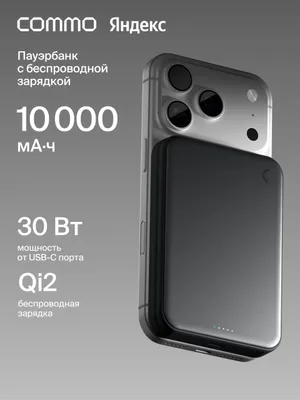 COMMO Яндекс
Пауэрбанк
с беспроводной
зарядкой
10 000
мА·ч
30 Вт
мощность
от USB-C порта
Qi2
беспроводная
зарядка